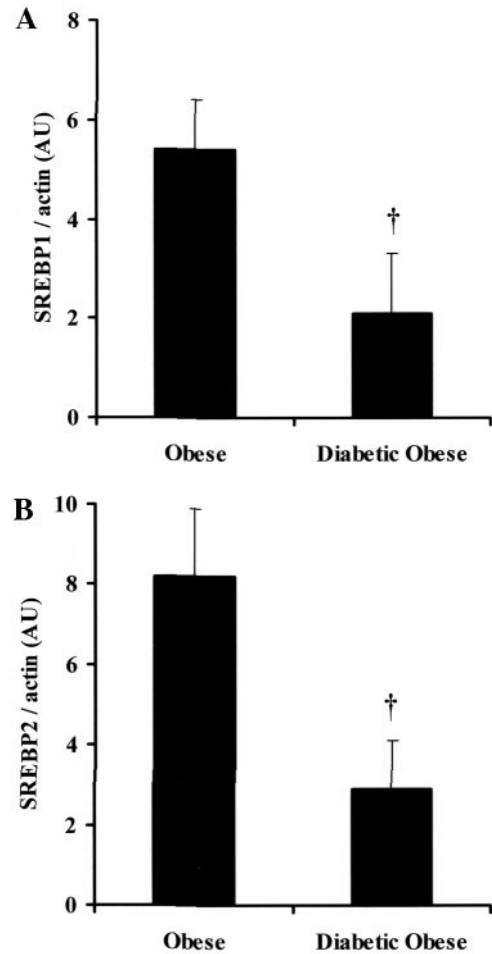 A
SREBP1 / actin (AU)
8
6
4
2
0
†
Obese Diabetic Obese
B
SREBP2 / actin (AU)
10
8
6
4
2
0
†
Obese Diabetic Obese